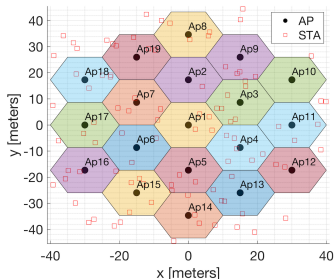 40
30
20
10
0
-10
-20
-30
-40
y [meters]
-40
-20
0
20
40
x [meters]
AP
STA
Ap8
Ap19
Ap9
Ap18
Ap2
Ap10
Ap7
Ap3
Ap17
Ap1
Ap11
Ap6
Ap4
Ap16
Ap5
Ap12
Ap15
Ap13
Ap14